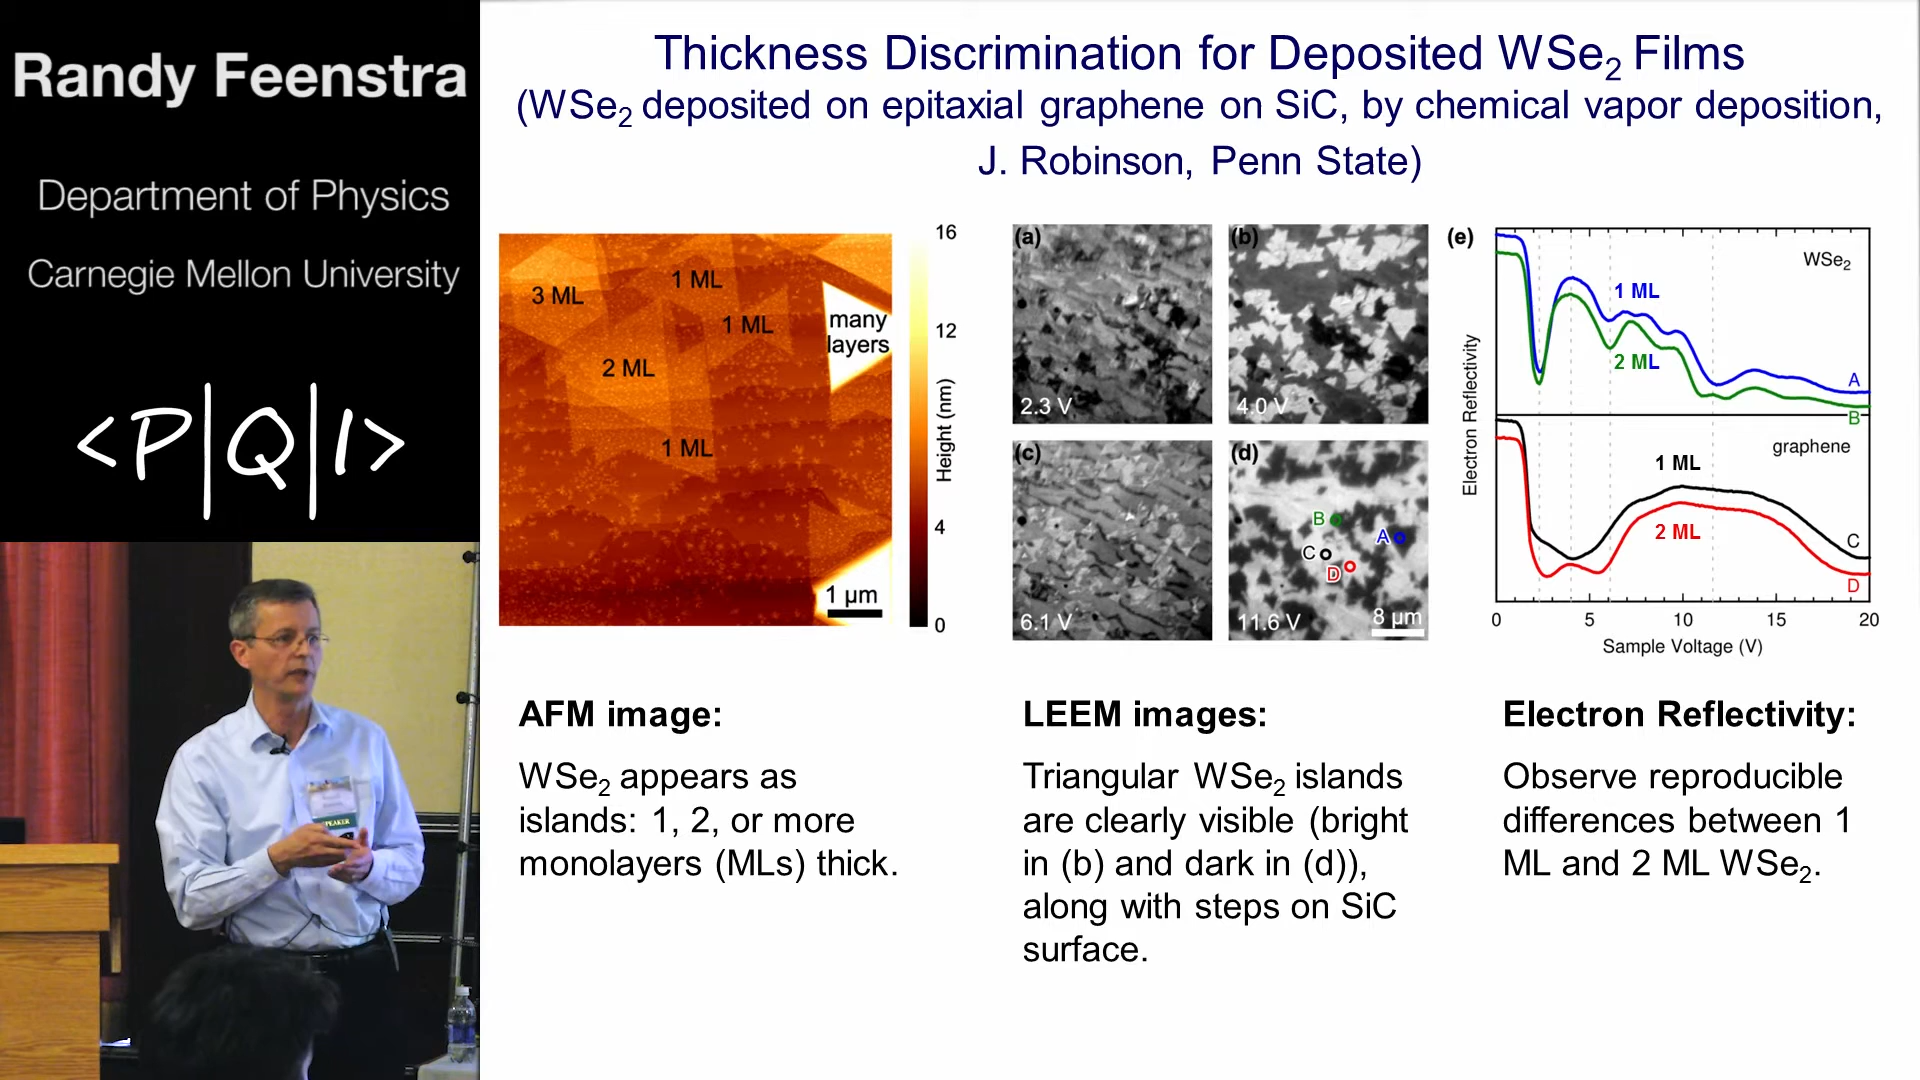 Randy Feenstra
Department of Physics
Carnegie Mellon University
<P|Q|I>
Thickness Discrimination for Deposited WSe₂ Films
(WSe₂ deposited on epitaxial graphene on SiC, by chemical vapor deposition,
J. Robinson, Penn State)
3 ML
1 ML
1 ML
many
layers
2 ML
1 ML
1 µm
16
12
4
0
Height (nm)
(a)
2.3 V
(b)
4.0 V
(c)
6.1 V
(d)
B
A
C
D
11.6 V
8 µm
(e)
WSe₂
1 ML
2 ML
A
B
graphene
1 ML
2 ML
C
D
Electron Reflectivity
0 5 10 15 20
Sample Voltage (V)
AFM image:
WSe₂ appears as
islands: 1, 2, or more
monolayers (MLs) thick.
LEEM images:
Triangular WSe₂ islands
are clearly visible (bright
in (b) and dark in (d)),
along with steps on SiC
surface.
Electron Reflectivity:
Observe reproducible
differences between 1
ML and 2 ML WSe₂.